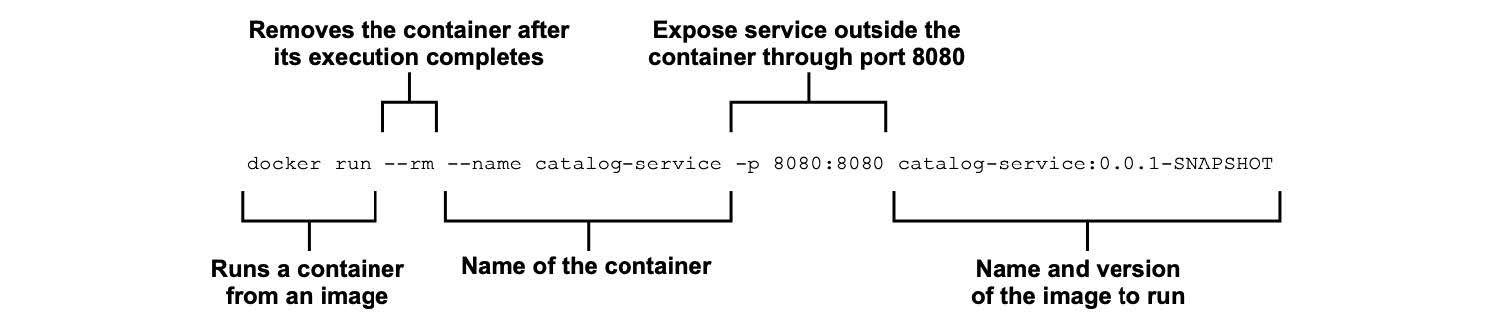 Removes the container after
its execution completes
Expose service outside the
container through port 8080
docker run --rm --name catalog-service -p 8080:8080 catalog-service:0.0.1-SNAPSHOT
Runs a container
from an image
Name of the container
Name and version
of the image to run